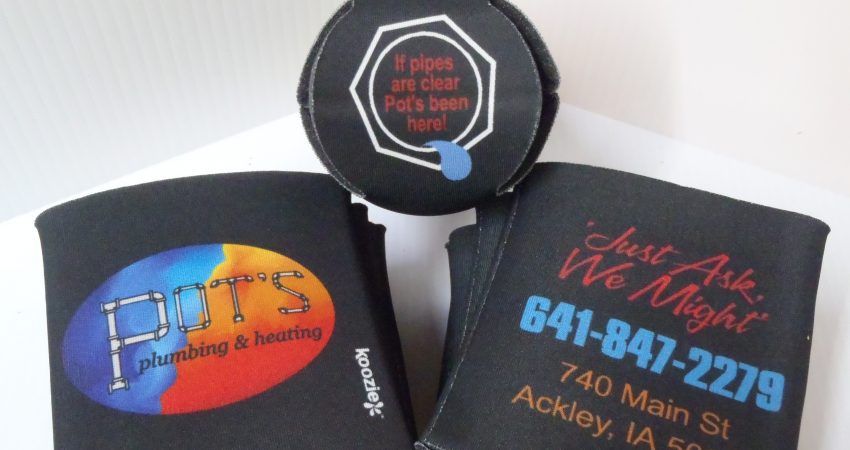 If pipes
are clear
Pot's been
here!
POT'S
plumbing & heating
koozie
'Just Ask,
We Might'
641-847-2279
740 Main St
Ackley, IA